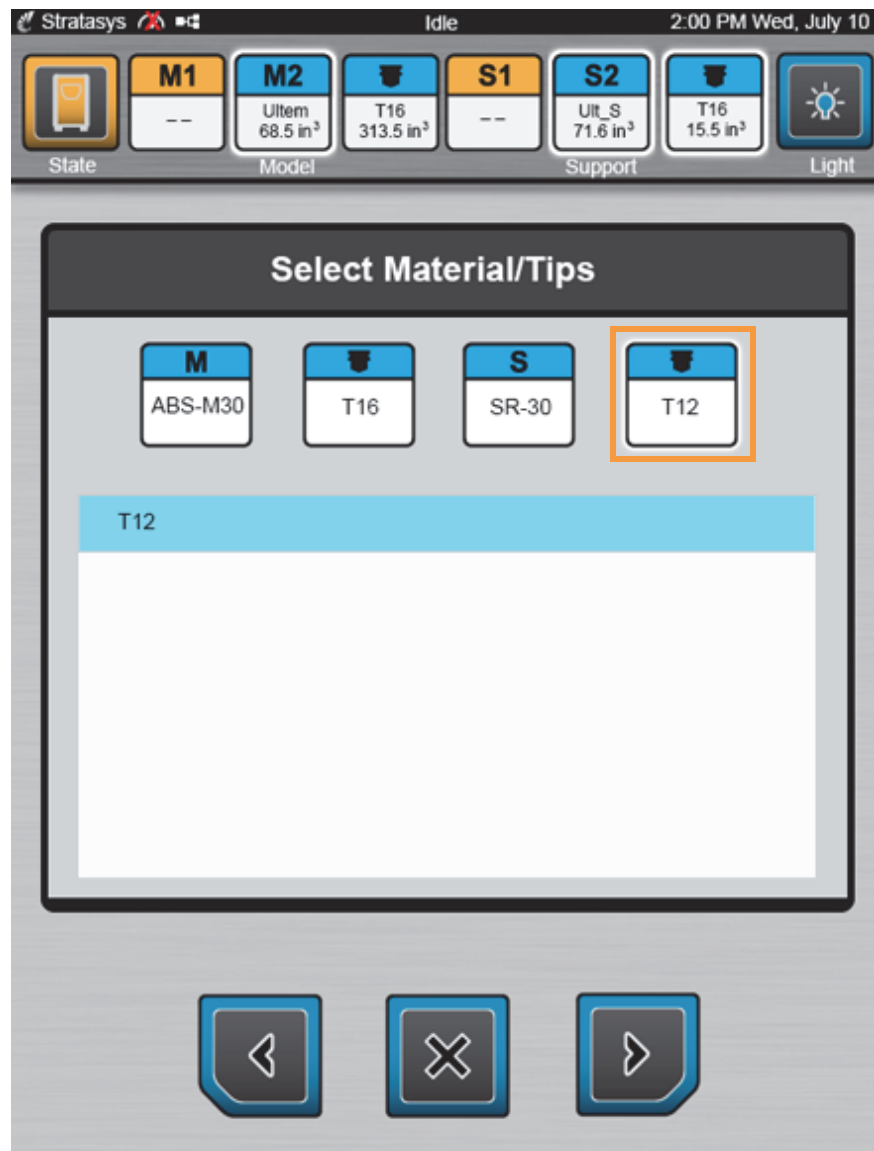 Stratasys Idle 2:00 PM Wed, July 10
M1 M2 S1 S2
-- Ultem T16 -- Ult_S T16
68.5 in³ 313.5 in³ 71.6 in³ 15.5 in³
State Model Support Light
Select Material/Tips
M S
ABS-M30 T16 SR-30 T12
T12